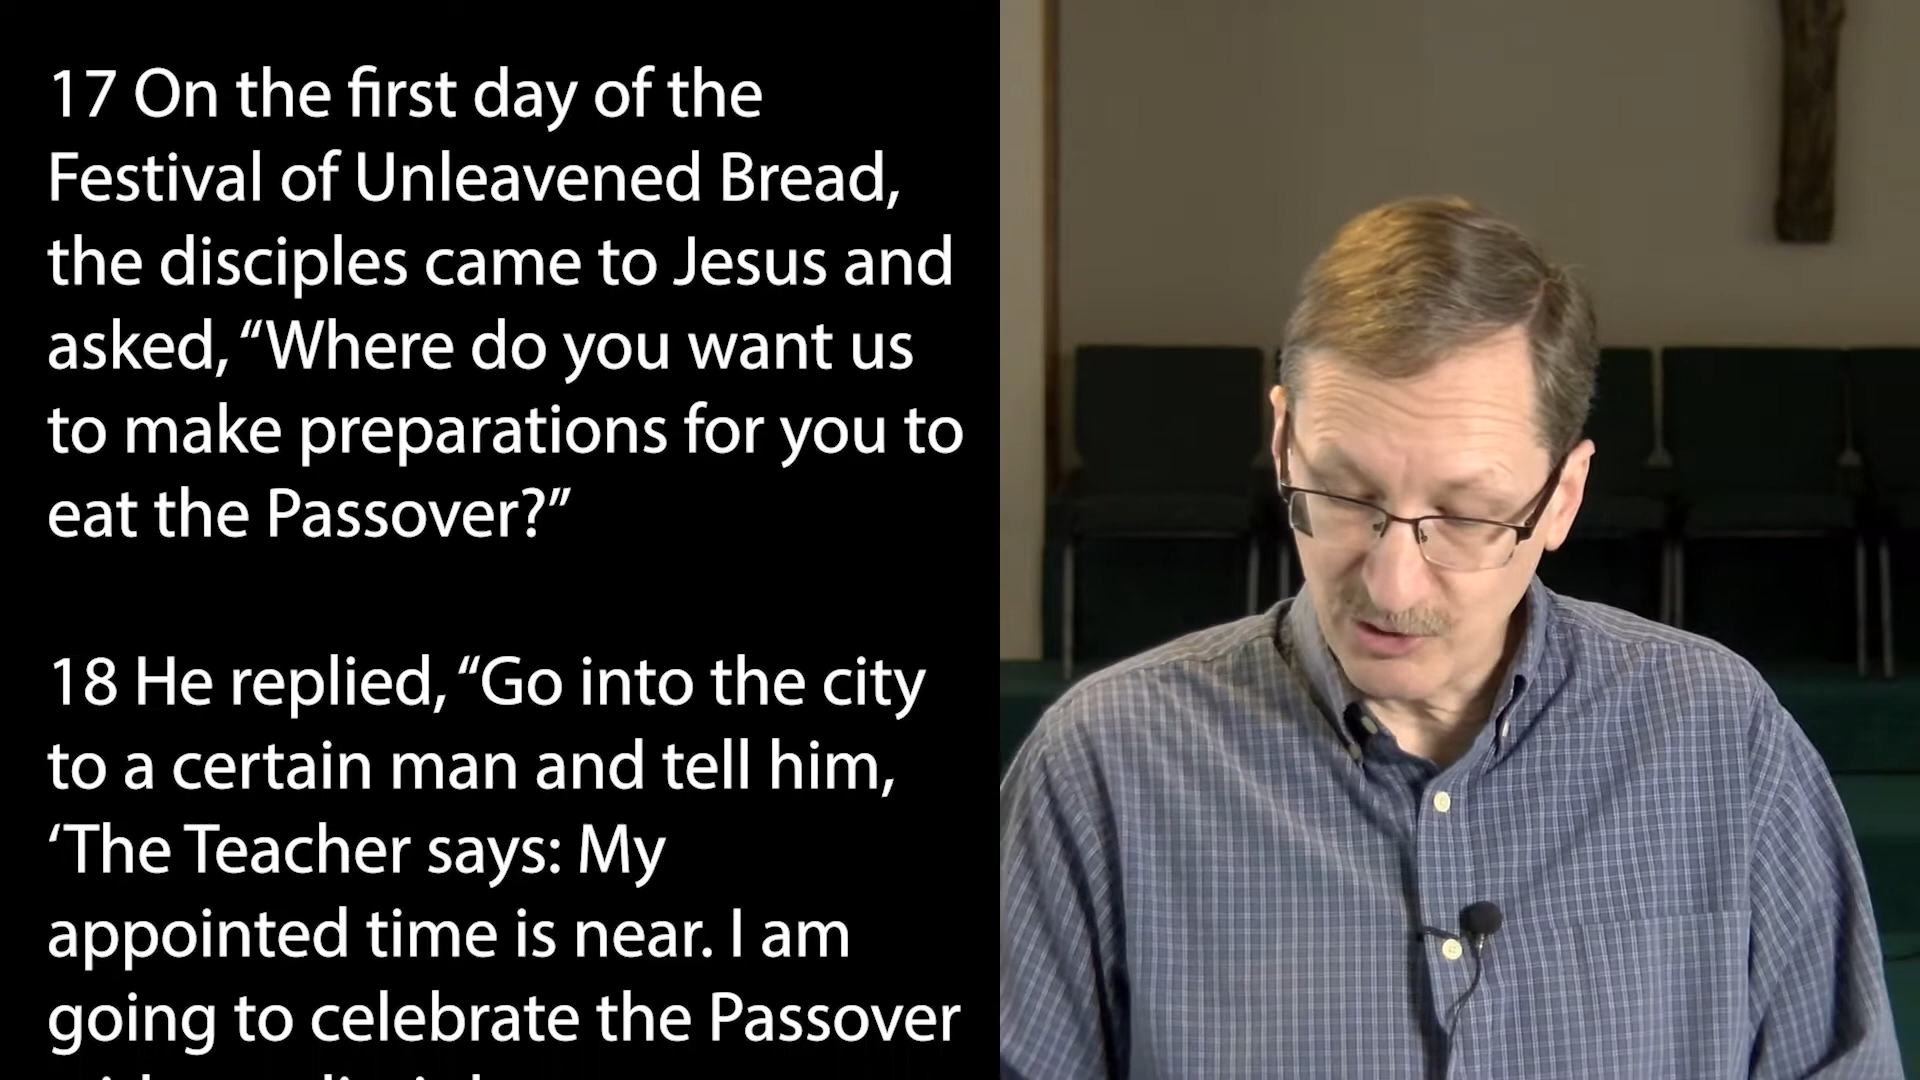 17 On the first day of the
Festival of Unleavened Bread,
the disciples came to Jesus and
asked, “Where do you want us
to make preparations for you to
eat the Passover?”
18 He replied, “Go into the city
to a certain man and tell him,
‘The Teacher says: My
appointed time is near. I am
going to celebrate the Passover